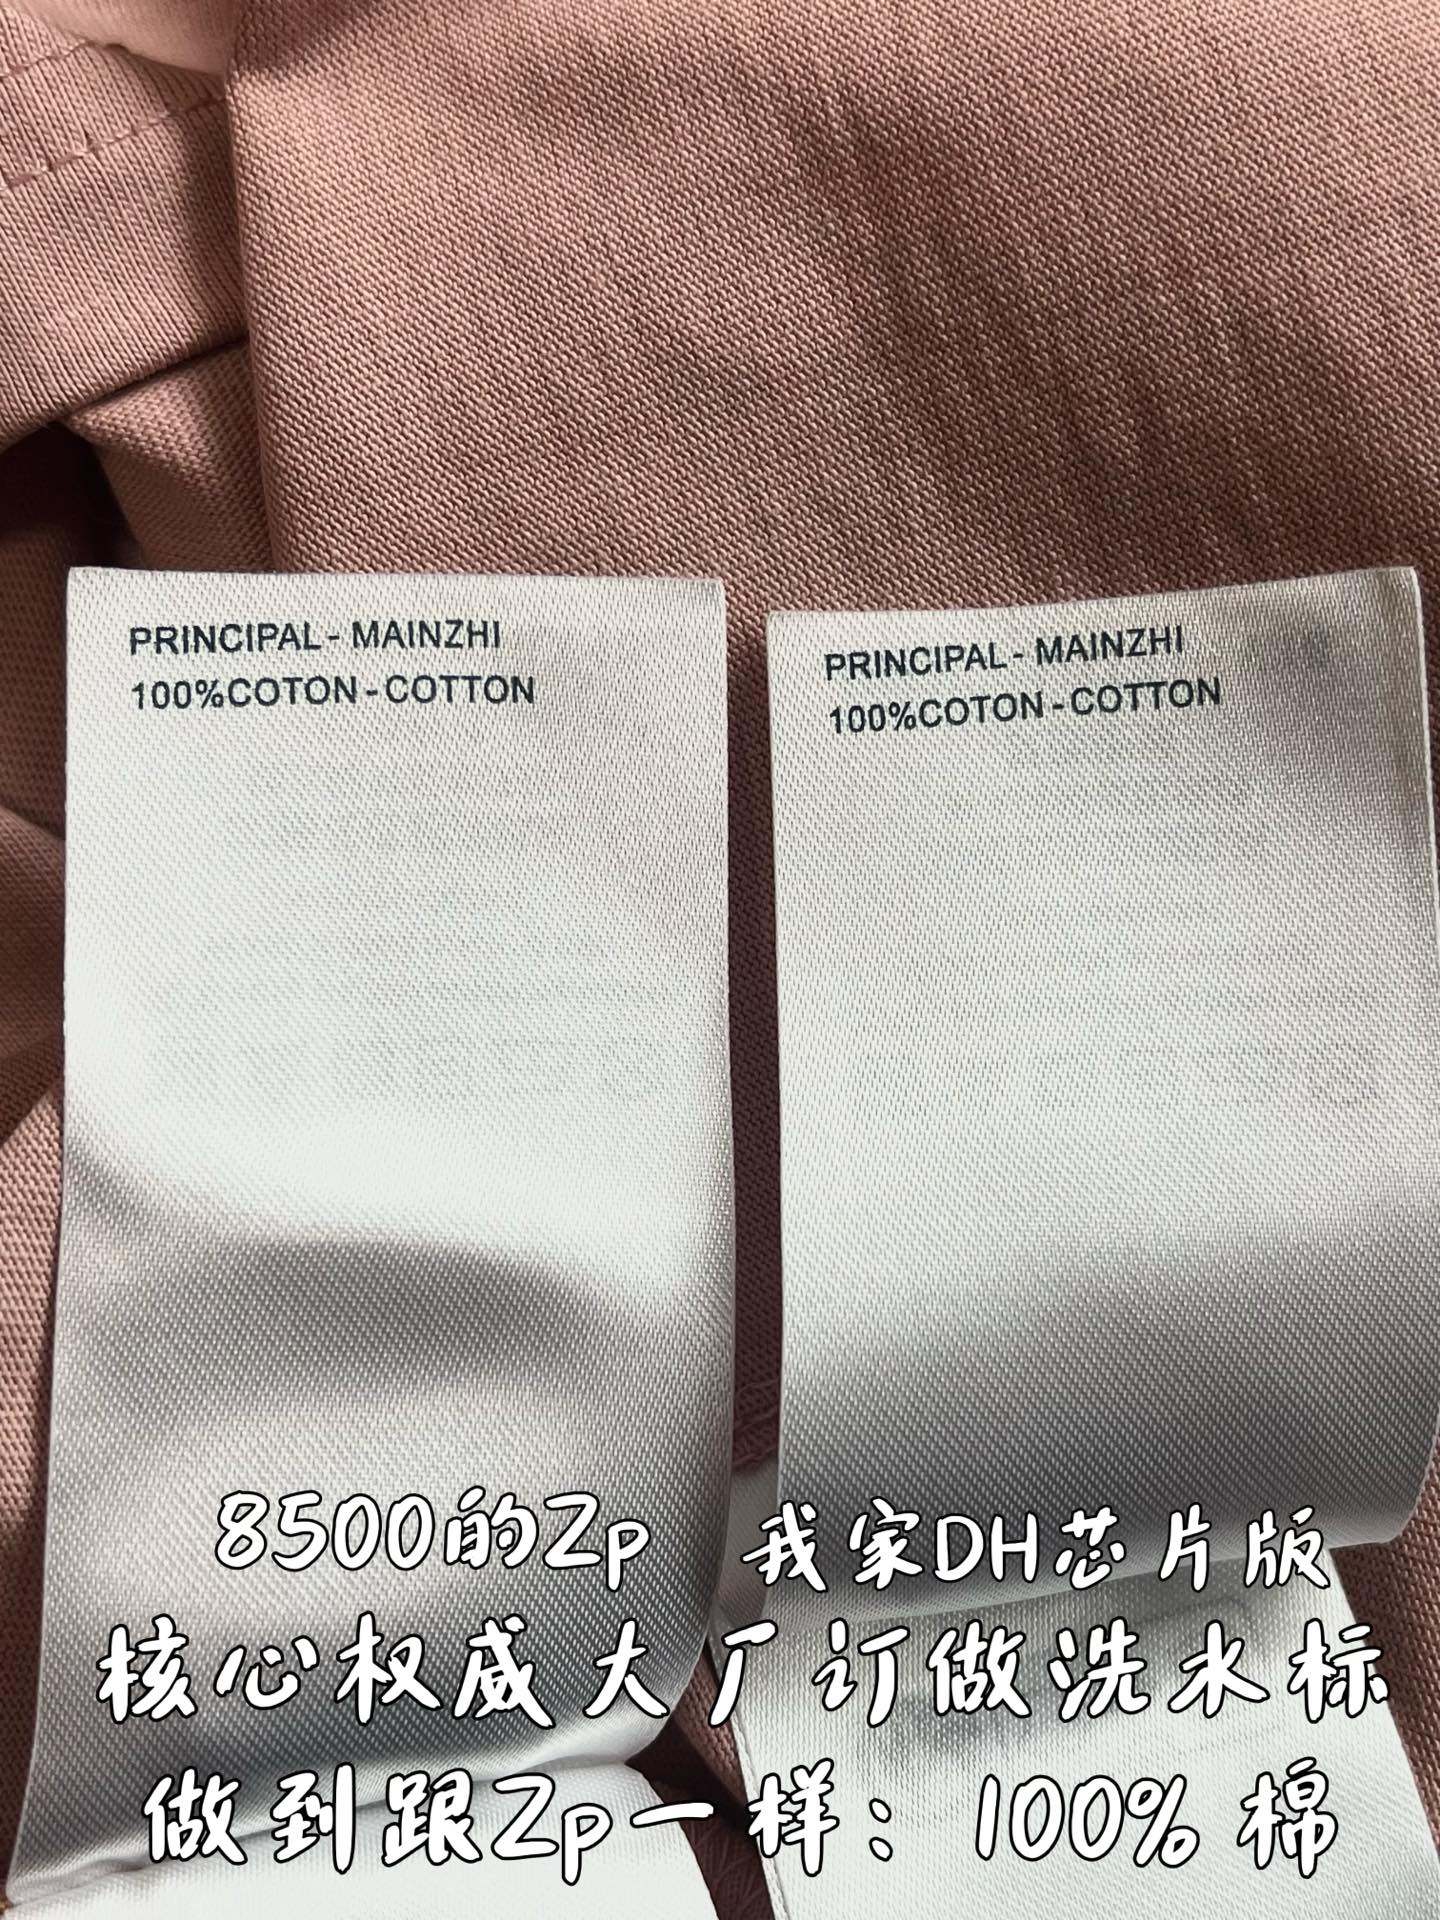 PRINCIPAL - MAINZHI
100%COTON - COTTON
PRINCIPAL - MAINZHI
100%COTON - COTTON
8500的Zp 我家DH芯片版
核心权威大厂订做洗水标
做到跟Zp一样：100% 棉